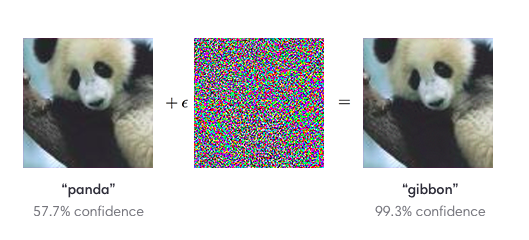 + ϵ =
“panda” “gibbon”
57.7% confidence 99.3% confidence